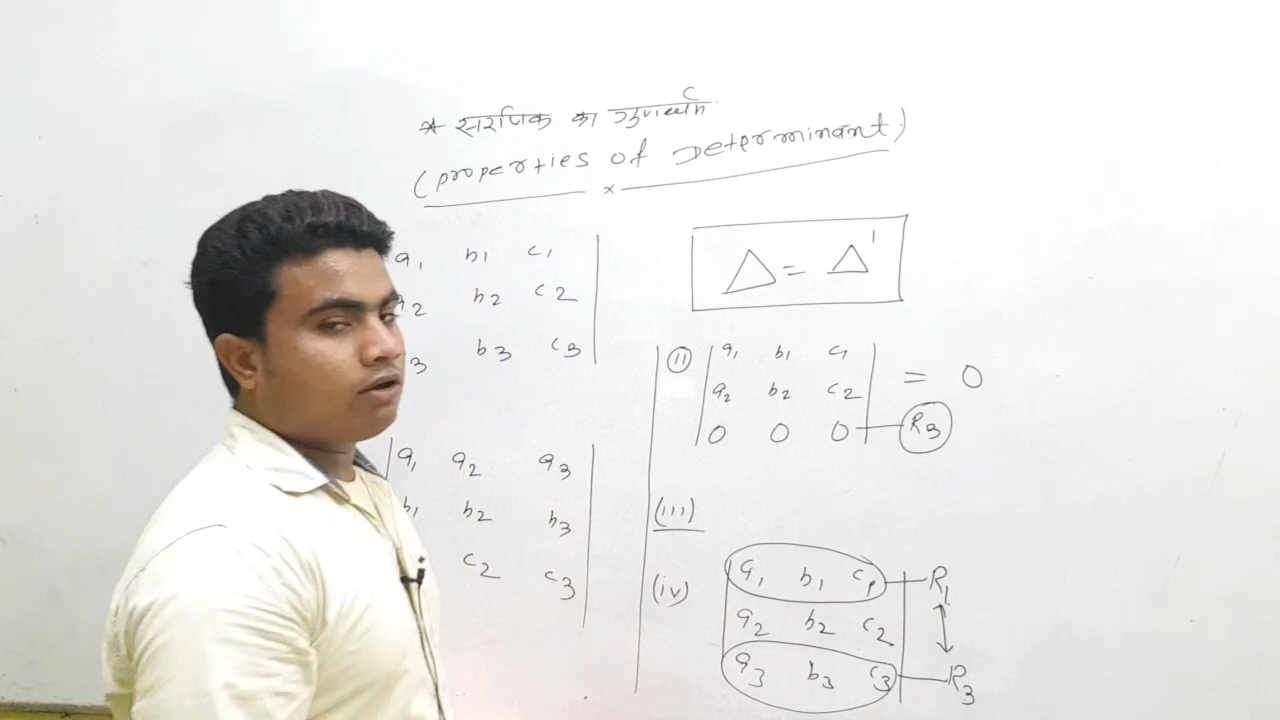 * सारणिक का गुणधर्म
(properties of Determinant)
a1 b1 c1
a2 b2 c2
3 b3 c3
Δ = Δ'
(ii) a1 b1 c1
a2 b2 c2 = 0
0 0 0 R3
a1 a2 a3
b1 b2 b3
c2 c3
(iii)
(iv) a1 b1 c1 R1
a2 b2 c2
a3 b3 c3 R3